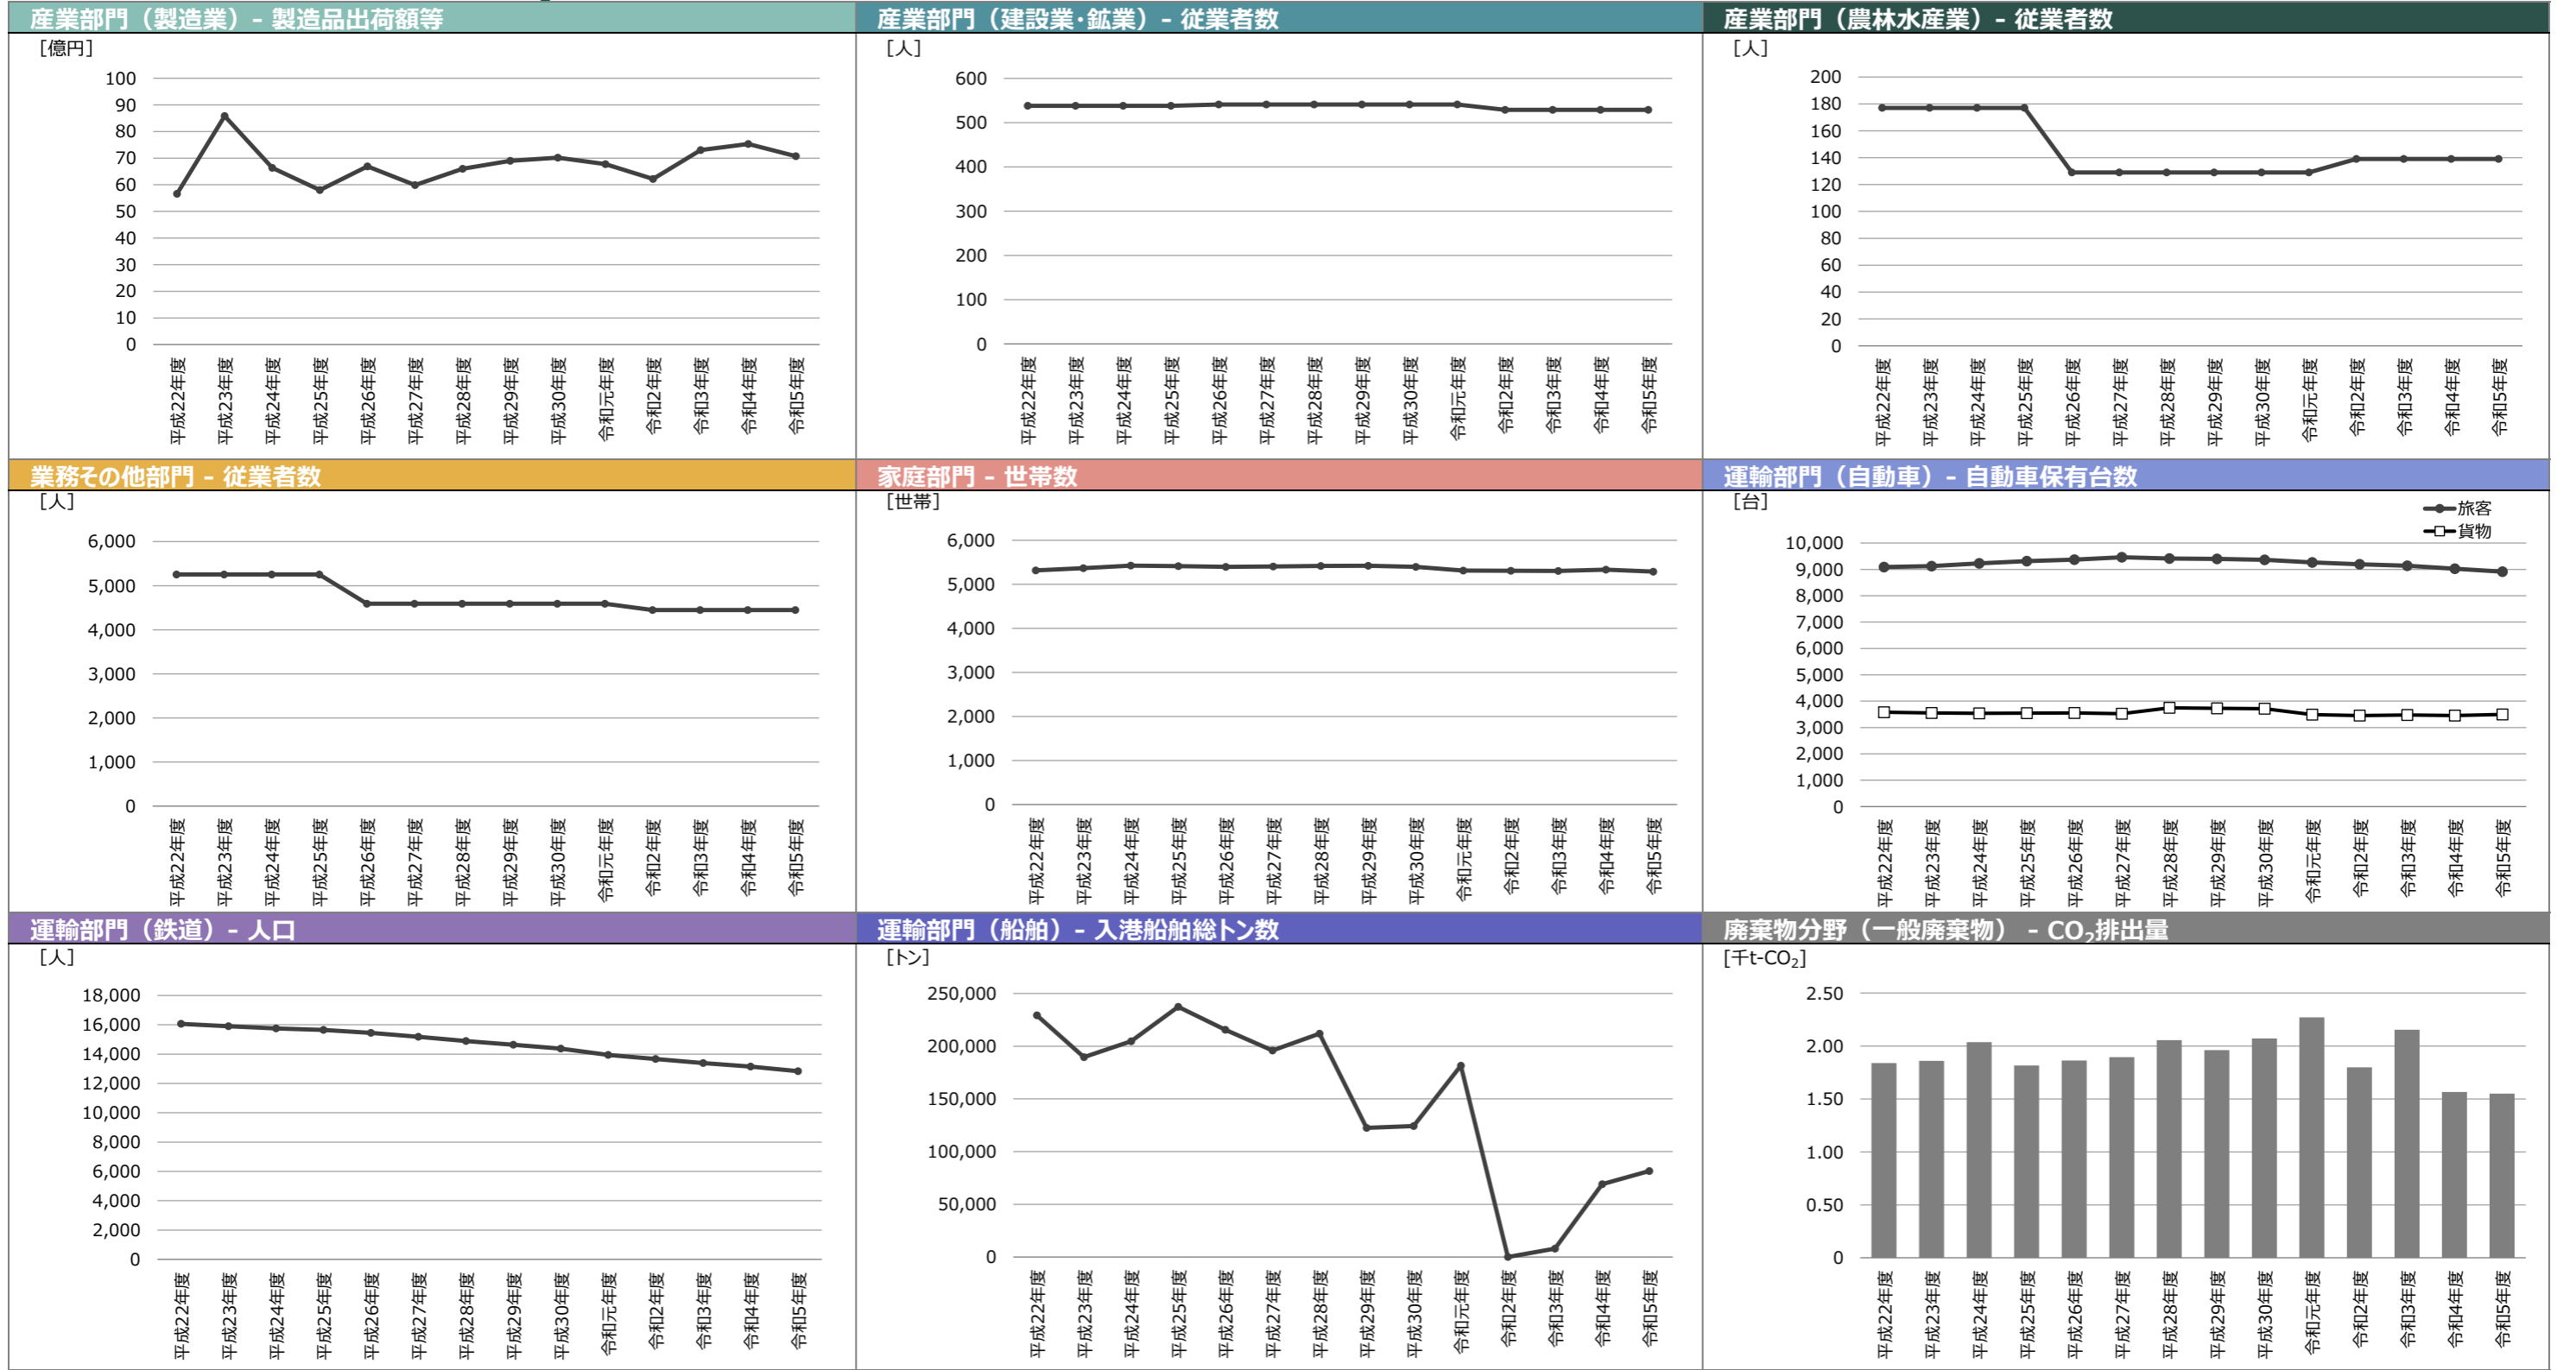 産業部門（製造業）- 製造品出荷額等
[億円]
100
90
80
70
60
50
40
30
20
10
0
平成22年度
平成23年度
平成24年度
平成25年度
平成26年度
平成27年度
平成28年度
平成29年度
平成30年度
令和元年度
令和2年度
令和3年度
令和4年度
令和5年度
産業部門（建設業･鉱業）- 従業者数
[人]
600
500
400
300
200
100
0
平成22年度
平成23年度
平成24年度
平成25年度
平成26年度
平成27年度
平成28年度
平成29年度
平成30年度
令和元年度
令和2年度
令和3年度
令和4年度
令和5年度
産業部門（農林水産業）- 従業者数
[人]
200
180
160
140
120
100
80
60
40
20
0
平成22年度
平成23年度
平成24年度
平成25年度
平成26年度
平成27年度
平成28年度
平成29年度
平成30年度
令和元年度
令和2年度
令和3年度
令和4年度
令和5年度
業務その他部門 - 従業者数
[人]
6,000
5,000
4,000
3,000
2,000
1,000
0
平成22年度
平成23年度
平成24年度
平成25年度
平成26年度
平成27年度
平成28年度
平成29年度
平成30年度
令和元年度
令和2年度
令和3年度
令和4年度
令和5年度
家庭部門 - 世帯数
[世帯]
6,000
5,000
4,000
3,000
2,000
1,000
0
平成22年度
平成23年度
平成24年度
平成25年度
平成26年度
平成27年度
平成28年度
平成29年度
平成30年度
令和元年度
令和2年度
令和3年度
令和4年度
令和5年度
運輸部門（自動車）- 自動車保有台数
[台]
旅客
貨物
10,000
9,000
8,000
7,000
6,000
5,000
4,000
3,000
2,000
1,000
0
平成22年度
平成23年度
平成24年度
平成25年度
平成26年度
平成27年度
平成28年度
平成29年度
平成30年度
令和元年度
令和2年度
令和3年度
令和4年度
令和5年度
運輸部門（鉄道）- 人口
[人]
18,000
16,000
14,000
12,000
10,000
8,000
6,000
4,000
2,000
0
平成22年度
平成23年度
平成24年度
平成25年度
平成26年度
平成27年度
平成28年度
平成29年度
平成30年度
令和元年度
令和2年度
令和3年度
令和4年度
令和5年度
運輸部門（船舶）- 入港船舶総トン数
[トン]
250,000
200,000
150,000
100,000
50,000
0
平成22年度
平成23年度
平成24年度
平成25年度
平成26年度
平成27年度
平成28年度
平成29年度
平成30年度
令和元年度
令和2年度
令和3年度
令和4年度
令和5年度
廃棄物分野（一般廃棄物） - CO₂排出量
[千t-CO₂]
2.50
2.00
1.50
1.00
0.50
0
平成22年度
平成23年度
平成24年度
平成25年度
平成26年度
平成27年度
平成28年度
平成29年度
平成30年度
令和元年度
令和2年度
令和3年度
令和4年度
令和5年度